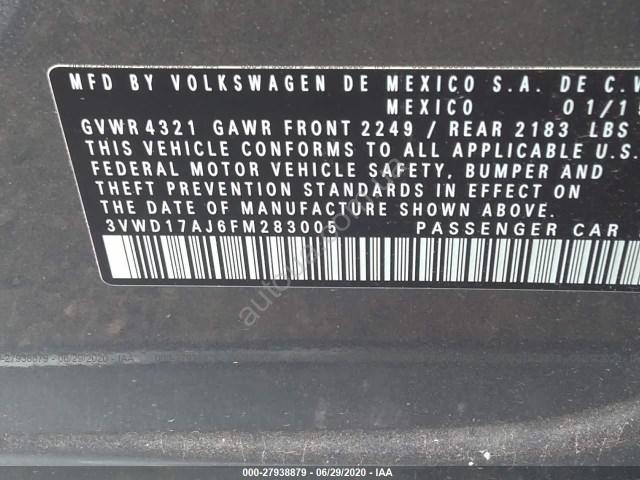 MFD BY VOLKSWAGEN DE MEXICO S.A. DE C.V
MEXICO 01/1
GVWR 4321 GAWR FRONT 2249 / REAR 2183 LBS
THIS VEHICLE CONFORMS TO ALL APPLICABLE U.S.
FEDERAL MOTOR VEHICLE SAFETY, BUMPER AND
THEFT PREVENTION STANDARDS IN EFFECT ON
THE DATE OF MANUFACTURE SHOWN ABOVE.
3VWD17AJ6FM283005 PASSENGER CAR
000-27938879 - 06/29/2020 - IAA